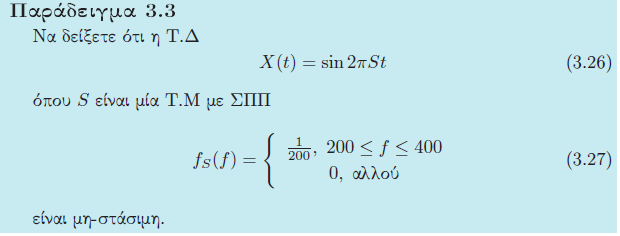 Παράδειγμα 3.3
Να δείξετε ότι η Τ.Δ
X(t) = sin 2πSt (3.26)
όπου S είναι μία Τ.Μ με ΣΠΠ
f_S(f) = { 1/200, 200 ≤ f ≤ 400
0, αλλού (3.27)
είναι μη-στάσιμη.